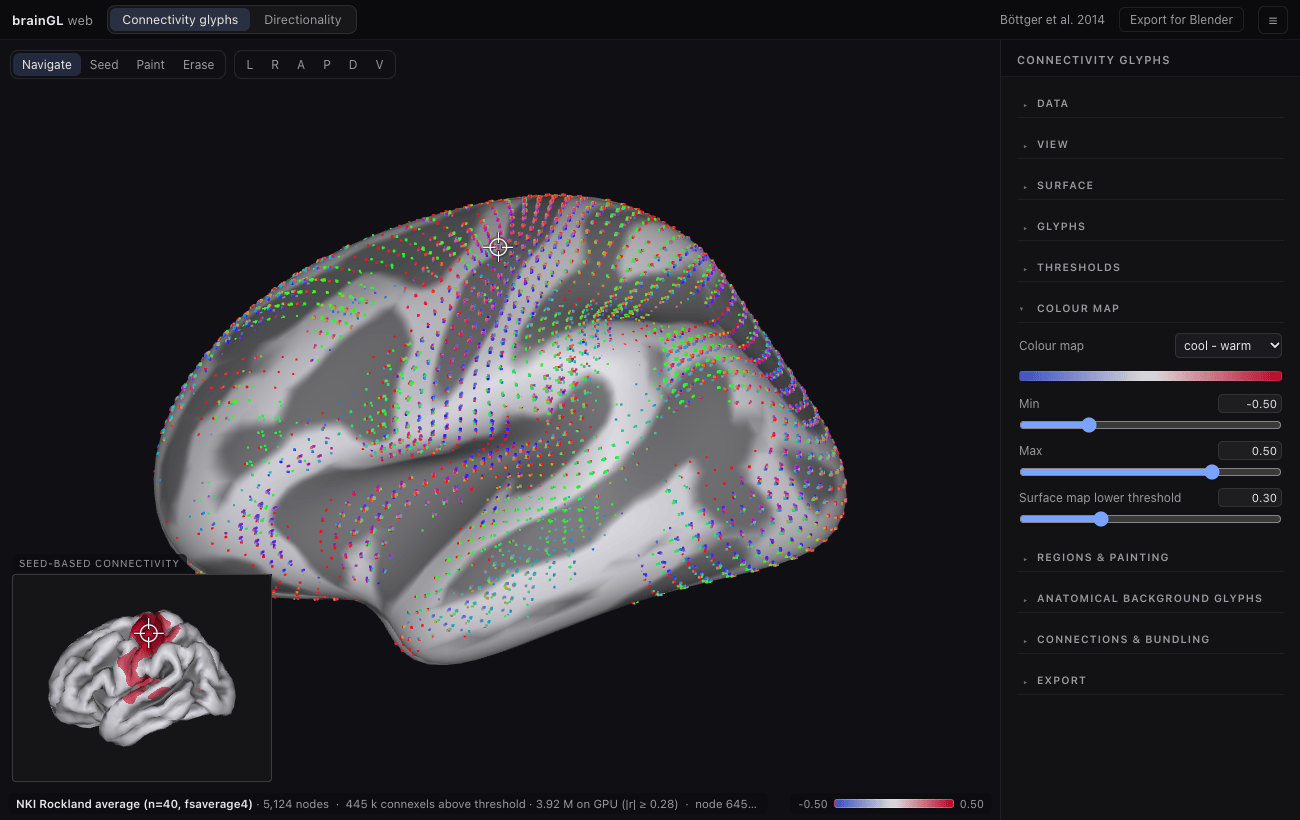 brainGL web Connectivity glyphs Directionality Böttger et al. 2014 Export for Blender ≡
Navigate Seed Paint Erase L R A P D V
CONNECTIVITY GLYPHS
DATA
VIEW
SURFACE
GLYPHS
THRESHOLDS
COLOUR MAP
Colour map cool - warm
Min -0.50
Max 0.50
Surface map lower threshold 0.30
REGIONS & PAINTING
ANATOMICAL BACKGROUND GLYPHS
CONNECTIONS & BUNDLING
EXPORT
SEED-BASED CONNECTIVITY
NKI Rockland average (n=40, fsaverage4) · 5,124 nodes · 445 k connexels above threshold · 3.92 M on GPU (|r| ≥ 0.28) · node 645…
-0.50 0.50